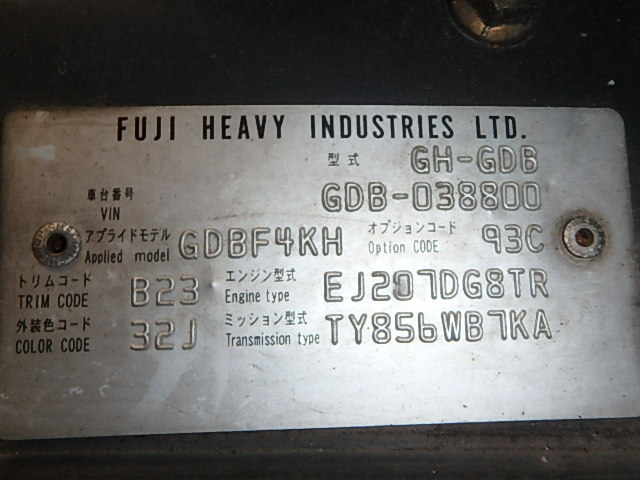 FUJI HEAVY INDUSTRIES LTD.
型式 GH-GDB
車台番号 GDB-038800
VIN
アプライドモデル GDBF4KH オプションコード 93C
Applied model Option CODE
トリムコード B23 エンジン型式 EJ207DG8TR
TRIM CODE Engine type
外装色コード 32J ミッション型式 TY856WB7KA
COLOR CODE Transmission type